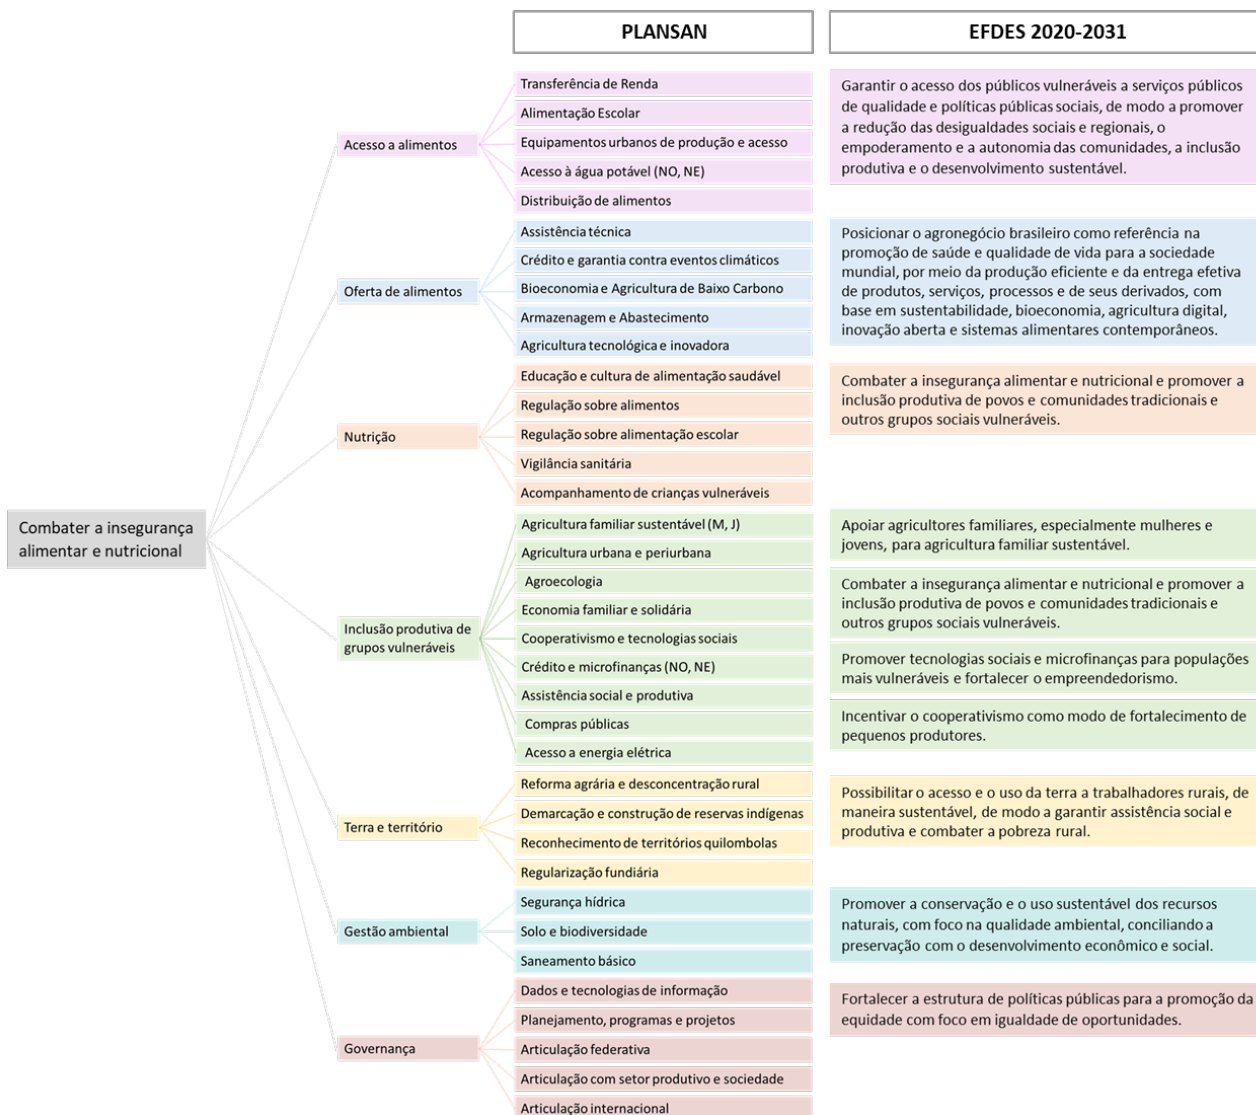 PLANSAN
EFDES 2020-2031
Combater a insegurança
alimentar e nutricional
Acesso a alimentos
Transferência de Renda
Alimentação Escolar
Equipamentos urbanos de produção e acesso
Acesso à água potável (NO, NE)
Distribuição de alimentos
Garantir o acesso dos públicos vulneráveis a serviços públicos
de qualidade e políticas públicas sociais, de modo a promover
a redução das desigualdades sociais e regionais, o
empoderamento e a autonomia das comunidades, a inclusão
produtiva e o desenvolvimento sustentável.
Oferta de alimentos
Assistência técnica
Crédito e garantia contra eventos climáticos
Bioeconomia e Agricultura de Baixo Carbono
Armazenagem e Abastecimento
Agricultura tecnológica e inovadora
Posicionar o agronegócio brasileiro como referência na
promoção de saúde e qualidade de vida para a sociedade
mundial, por meio da produção eficiente e da entrega efetiva
de produtos, serviços, processos e de seus derivados, com
base em sustentabilidade, bioeconomia, agricultura digital,
inovação aberta e sistemas alimentares contemporâneos.
Nutrição
Educação e cultura de alimentação saudável
Regulação sobre alimentos
Regulação sobre alimentação escolar
Vigilância sanitária
Acompanhamento de crianças vulneráveis
Combater a insegurança alimentar e nutricional e promover a
inclusão produtiva de povos e comunidades tradicionais e
outros grupos sociais vulneráveis.
Inclusão produtiva de
grupos vulneráveis
Agricultura familiar sustentável (M, J)
Agricultura urbana e periurbana
Agroecologia
Economia familiar e solidária
Cooperativismo e tecnologias sociais
Crédito e microfinanças (NO, NE)
Assistência social e produtiva
Compras públicas
Acesso a energia elétrica
Apoiar agricultores familiares, especialmente mulheres e
jovens, para agricultura familiar sustentável.
Combater a insegurança alimentar e nutricional e promover a
inclusão produtiva de povos e comunidades tradicionais e
outros grupos sociais vulneráveis.
Promover tecnologias sociais e microfinanças para populações
mais vulneráveis e fortalecer o empreendedorismo.
Incentivar o cooperativismo como modo de fortalecimento de
pequenos produtores.
Terra e território
Reforma agrária e desconcentração rural
Demarcação e construção de reservas indígenas
Reconhecimento de territórios quilombolas
Regularização fundiária
Possibilitar o acesso e o uso da terra a trabalhadores rurais, de
maneira sustentável, de modo a garantir assistência social e
produtiva e combater a pobreza rural.
Gestão ambiental
Segurança hídrica
Solo e biodiversidade
Saneamento básico
Promover a conservação e o uso sustentável dos recursos
naturais, com foco na qualidade ambiental, conciliando a
preservação com o desenvolvimento econômico e social.
Governança
Dados e tecnologias de informação
Planejamento, programas e projetos
Articulação federativa
Articulação com setor produtivo e sociedade
Articulação internacional
Fortalecer a estrutura de políticas públicas para a promoção da
equidade com foco em igualdade de oportunidades.